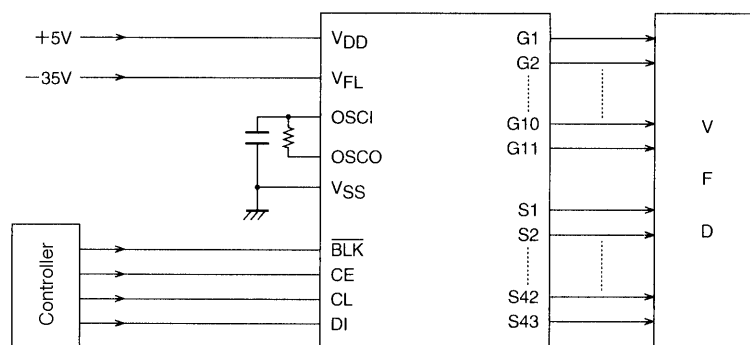 +5V
−35V
VDD
VFL
OSCI
OSCO
VSS
Controller
BLK
CE
CL
DI
G1
G2
G10
G11
S1
S2
S42
S43
V
F
D